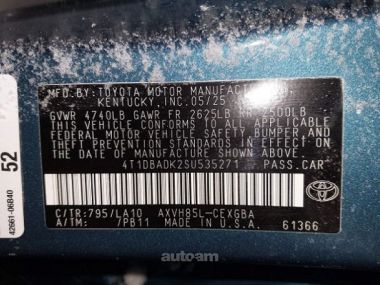 MFD. BY: TOYOTA MOTOR MANUFACTURING
KENTUCKY, INC. 05/25
GVWR 4740LB GAWR FR 2625LB RR
THIS VEHICLE CONFORMS TO ALL APPLICABLE
FEDERAL MOTOR VEHICLE SAFETY, BUMPER,
AND THEFT PREVENTION STANDARDS IN EFFECT
ON THE DATE OF MANUFACTURE SHOWN ABOVE.
4T1DBADK2SU535271 PASS.CAR
TOYOTA
C/TR:795/LA10 AXVH85L-CEXGBA
A/TM: /PB11 MADE IN U.S.A. 61366
52
42661-06B40
autoam